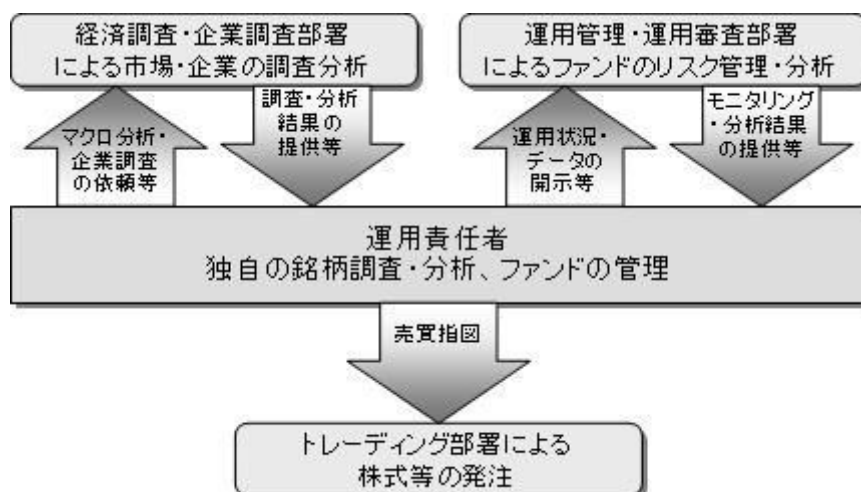 経済調査・企業調査部署
による市場・企業の調査分析
運用管理・運用審査部署
によるファンドのリスク管理・分析
マクロ分析・
企業調査
の依頼等
調査・分析
結果の
提供等
運用状況・
データの
開示等
モニタリング
・分析結果
の提供等
運用責任者
独自の銘柄調査・分析、ファンドの管理
売買指図
トレーディング部署による
株式等の発注